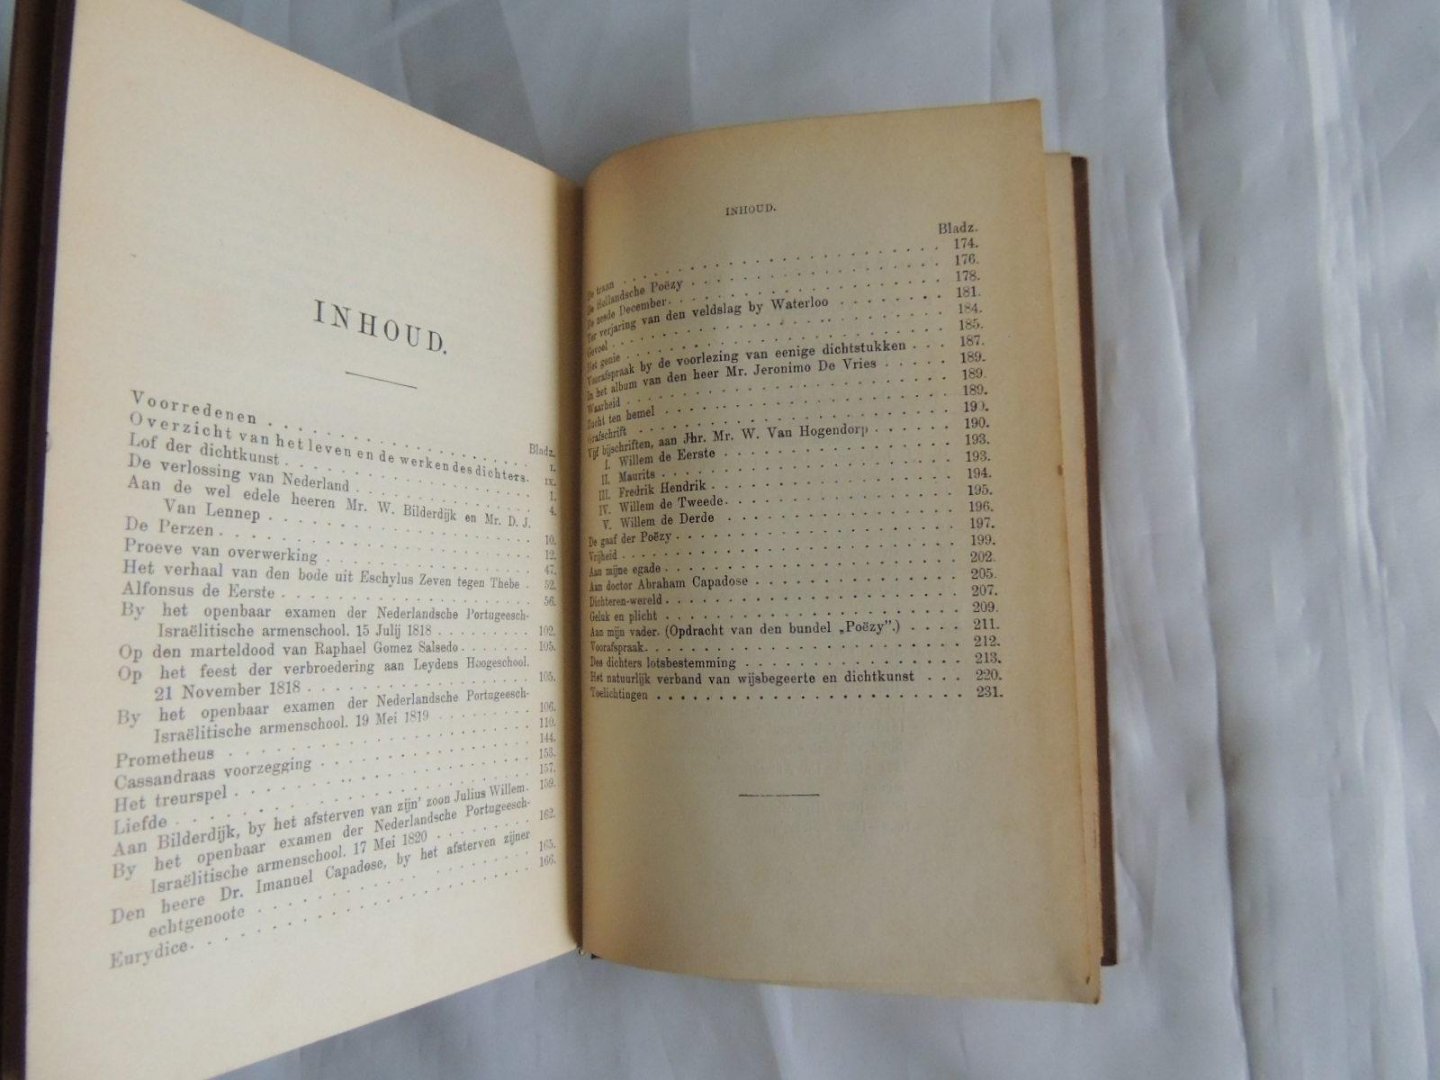 INHOUD.
Bladz.
Voorredenen . . . . . . . . . . I.
Overzicht van het leven en de werken des dichters. IX.
Lof der dichtkunst . . . . . . . . . . 1.
De verlossing van Nederland . . . . . . . . . . 4.
Aan de wel edele heeren Mr. W. Bilderdijk en Mr. D. J.
Van Lennep . . . . . . . . . . 10.
De Perzen . . . . . . . . . . 12.
Proeve van overwerking . . . . . . . . . . 47.
Het verhaal van den bode uit Eschylus Zeven tegen Thebe . 52.
Alfonsus de Eerste . . . . . . . . . . 56.
By het openbaar examen der Nederlandsche Portugeesch-
Israëlitische armenschool. 15 Julij 1818 . . . . . . . 102.
Op den marteldood van Raphael Gomez Salsedo . . . . . 105.
Op het feest der verbroedering aan Leydens Hoogeschool.
21 November 1818 . . . . . . . . . . 105.
By het openbaar examen der Nederlandsche Portugeesch-
Israëlitische armenschool. 19 Mei 1819 . . . . . . . 106.
Prometheus . . . . . . . . . . 110.
Cassandraas voorzegging . . . . . . . . . . 144.
Het treurspel . . . . . . . . . . 153.
Liefde . . . . . . . . . . 157.
Aan Bilderdijk, by het afsterven van zijn' zoon Julius Willem. 159.
By het openbaar examen der Nederlandsche Portugeesch-
Israëlitische armenschool. 17 Mei 1820 . . . . . . . 162.
Den heere Dr. Imanuel Capadose, by het afsterven zijner
echtgenoote . . . . . . . . . . 165.
Eurydice . . . . . . . . . . 166.
INHOUD.
Bladz.
De traan . . . . . . . . . . 174.
De Hollandsche Poëzy . . . . . . . . . . 176.
De zesde December . . . . . . . . . . 178.
Ter verjaring van den veldslag by Waterloo . . . . . . 181.
Gevoel . . . . . . . . . . 184.
Het genie . . . . . . . . . . 185.
Voorafspraak by de voorlezing van eenige dichtstukken . . . 187.
In het album van den heer Mr. Jeronimo De Vries . . . . 189.
Waarheid . . . . . . . . . . 189.
Zucht ten hemel . . . . . . . . . . 189.
Grafschrift . . . . . . . . . . 190.
Vijf bijschriften, aan Jhr. Mr. W. Van Hogendorp . . . . 190.
I. Willem de Eerste . . . . . . . . . . 193.
II. Maurits . . . . . . . . . . 193.
III. Fredrik Hendrik . . . . . . . . . . 194.
IV. Willem de Tweede . . . . . . . . . . 195.
V. Willem de Derde . . . . . . . . . . 196.
De gaaf der Poëzy . . . . . . . . . . 197.
Vrijheid . . . . . . . . . . 199.
Aan mijne egade . . . . . . . . . . 202.
Aan doctor Abraham Capadose . . . . . . . . . . 205.
Dichteren-wereld . . . . . . . . . . 207.
Geluk en plicht . . . . . . . . . . 209.
Aan mijn vader. (Opdracht van den bundel „Poëzy".) . . . . 211.
Voorafspraak . . . . . . . . . . 212.
Des dichters lotsbestemming . . . . . . . . . . 213.
Het natuurlijk verband van wijsbegeerte en dichtkunst . . . 220.
Toelichtingen . . . . . . . . . . 231.